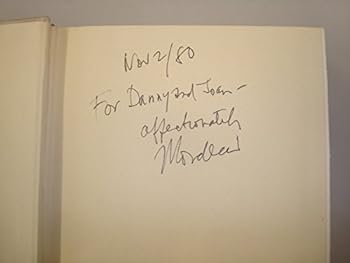 Nov 2/80
For Danny and Joan –
affectionately
Mordecai